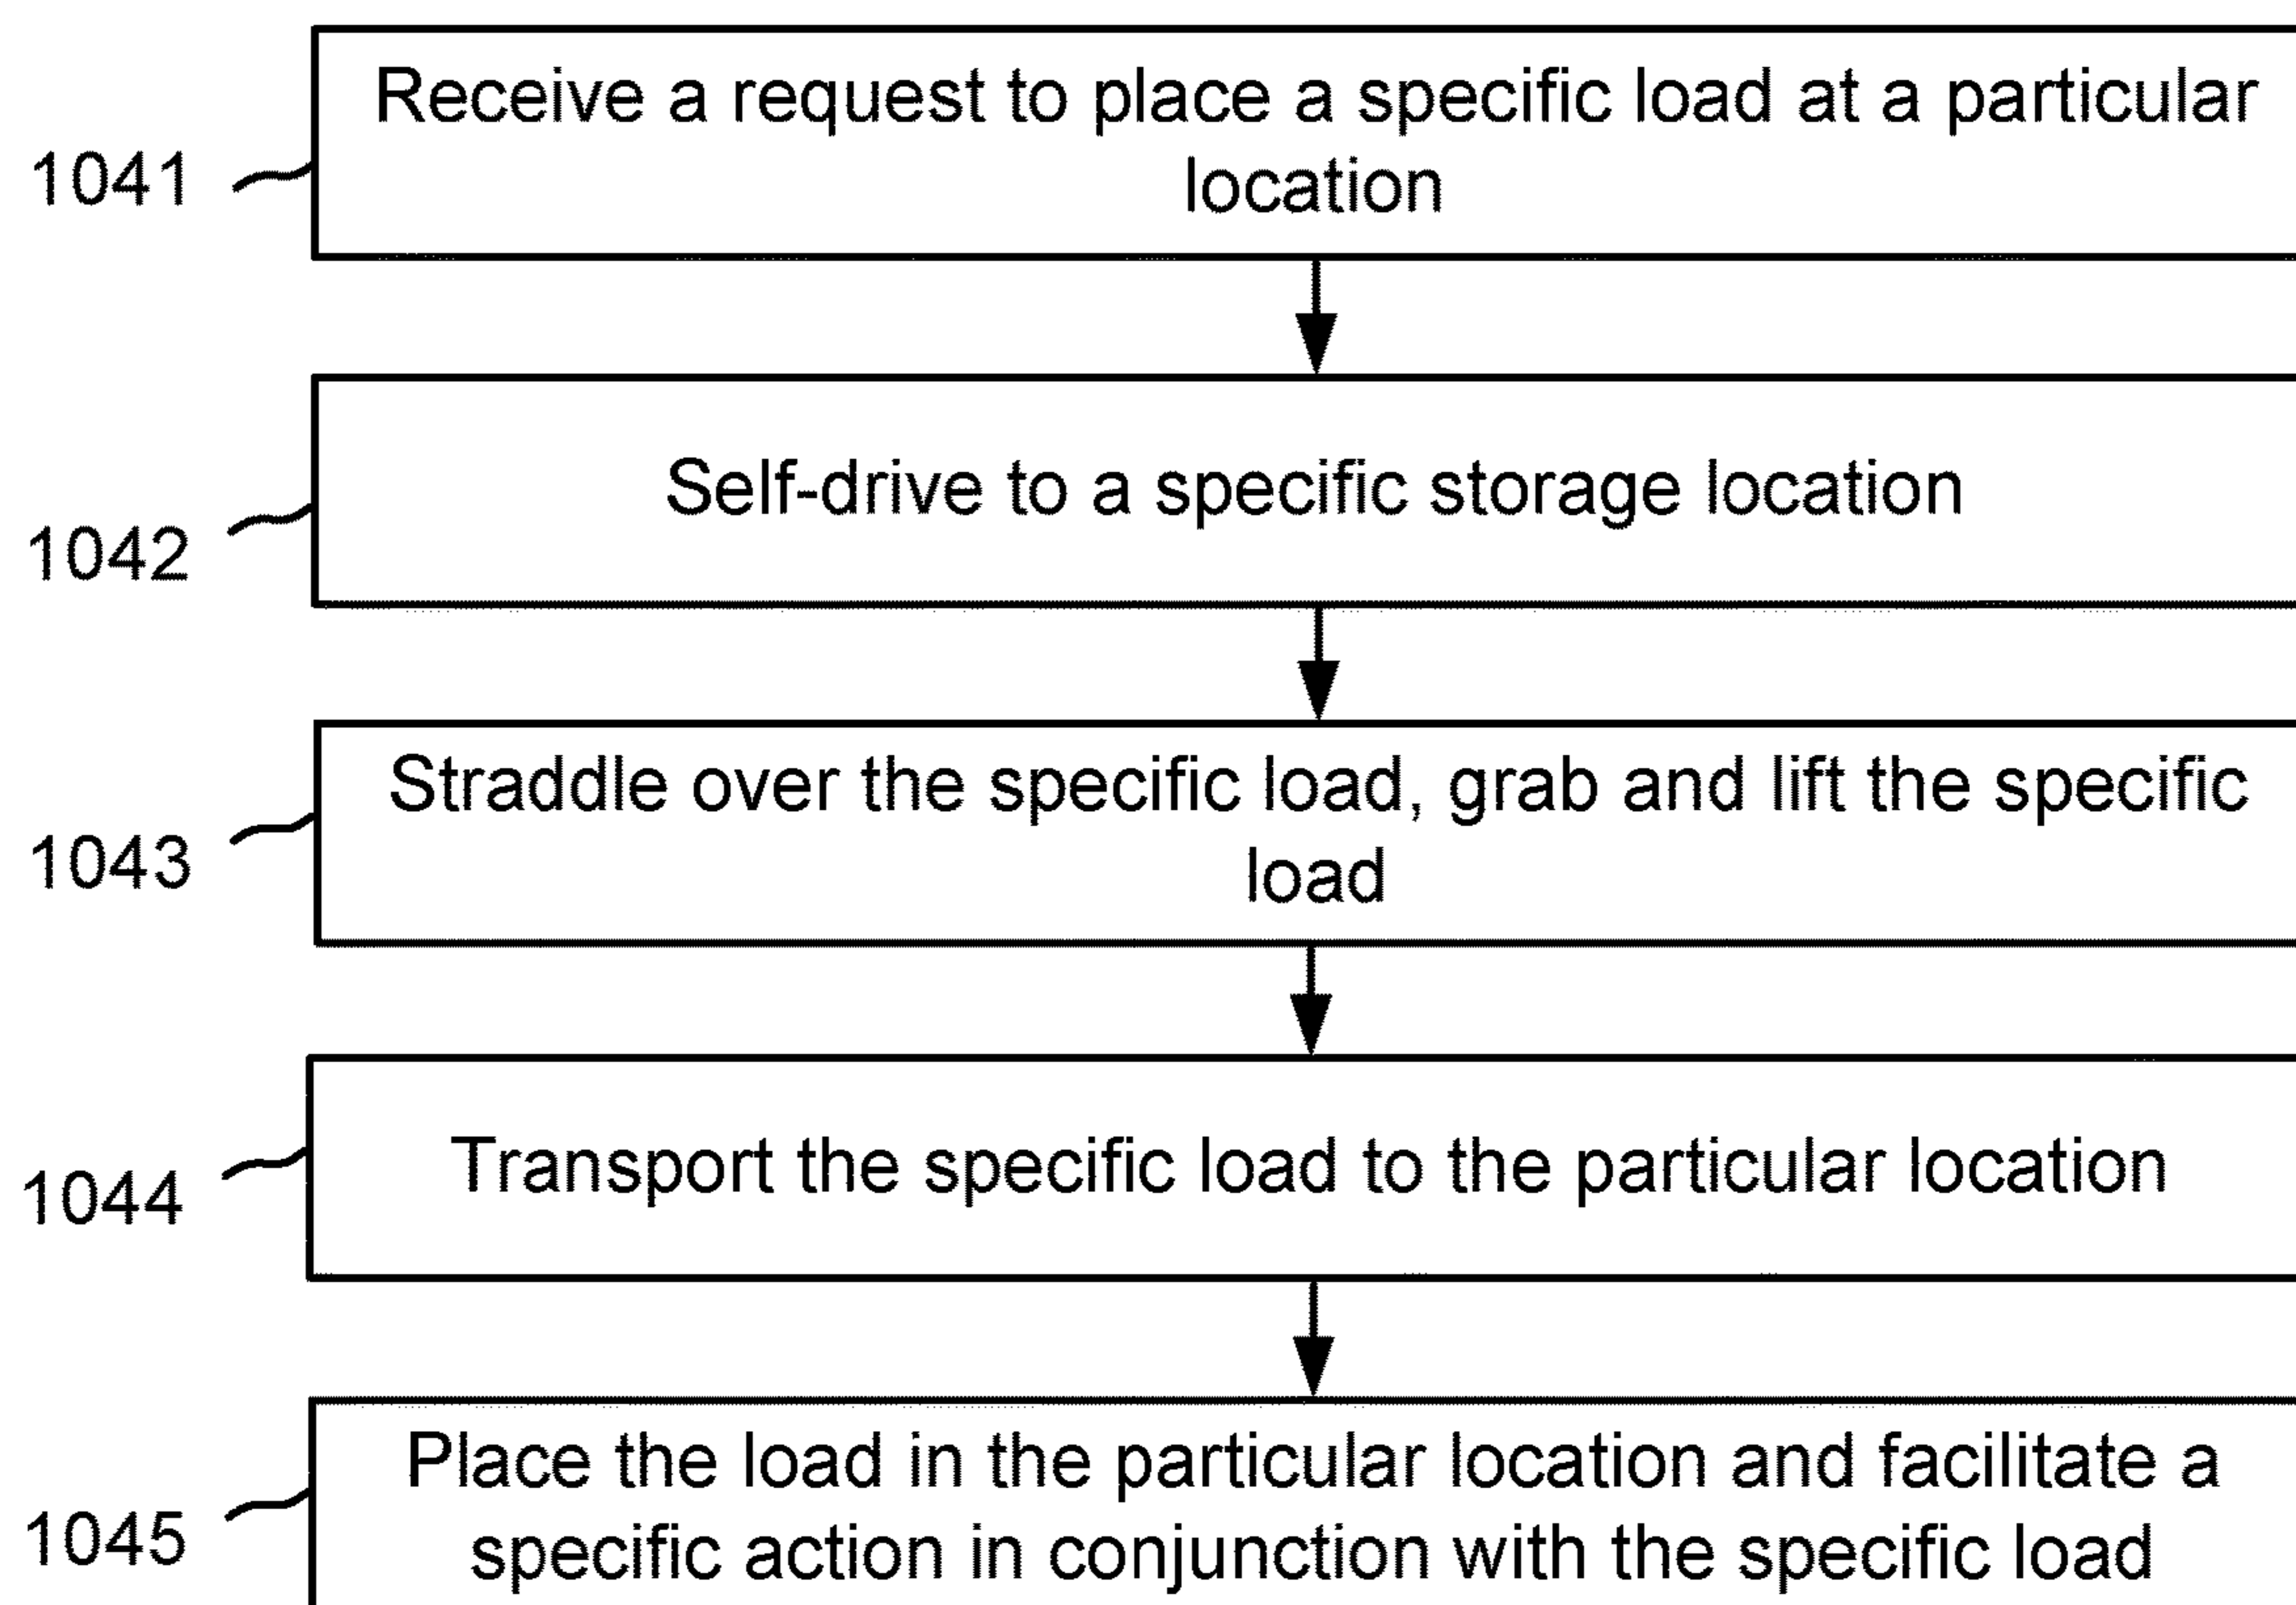 Receive a request to place a specific load at a particular
location
1041
Self-drive to a specific storage location
1042
Straddle over the specific load, grab and lift the specific
load
1043
Transport the specific load to the particular location
1044
Place the load in the particular location and facilitate a
specific action in conjunction with the specific load
1045